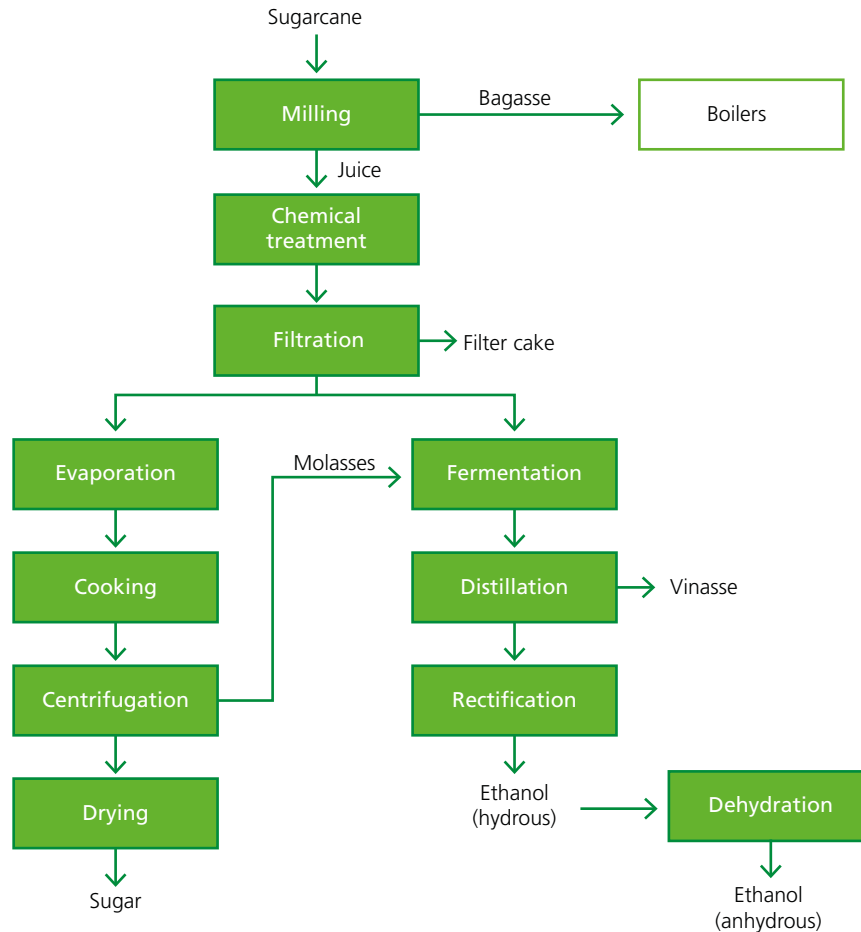 Sugarcane
Milling
Bagasse
Boilers
Juice
Chemical
treatment
Filtration
Filter cake
Evaporation
Molasses
Fermentation
Cooking
Distillation
Vinasse
Centrifugation
Rectification
Drying
Ethanol
(hydrous)
Dehydration
Sugar
Ethanol
(anhydrous)